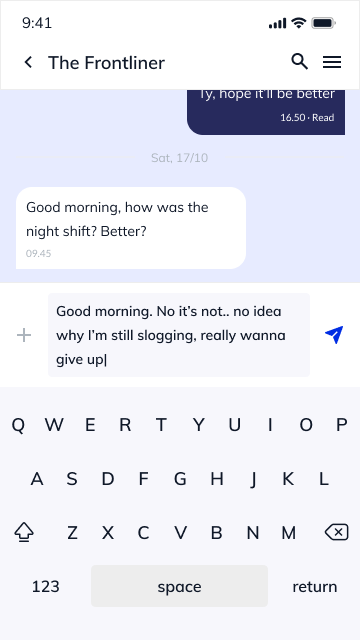 9:41
The Frontliner
Ty, hope it'll be better
16.50 · Read
Sat, 17/10
Good morning, how was the
night shift? Better?
09.45
Good morning. No it's not.. no idea
why I'm still slogging, really wanna
give up
Q W E R T Y U I O P
A S D F G H J K L
Z X C V B N M
123 space return